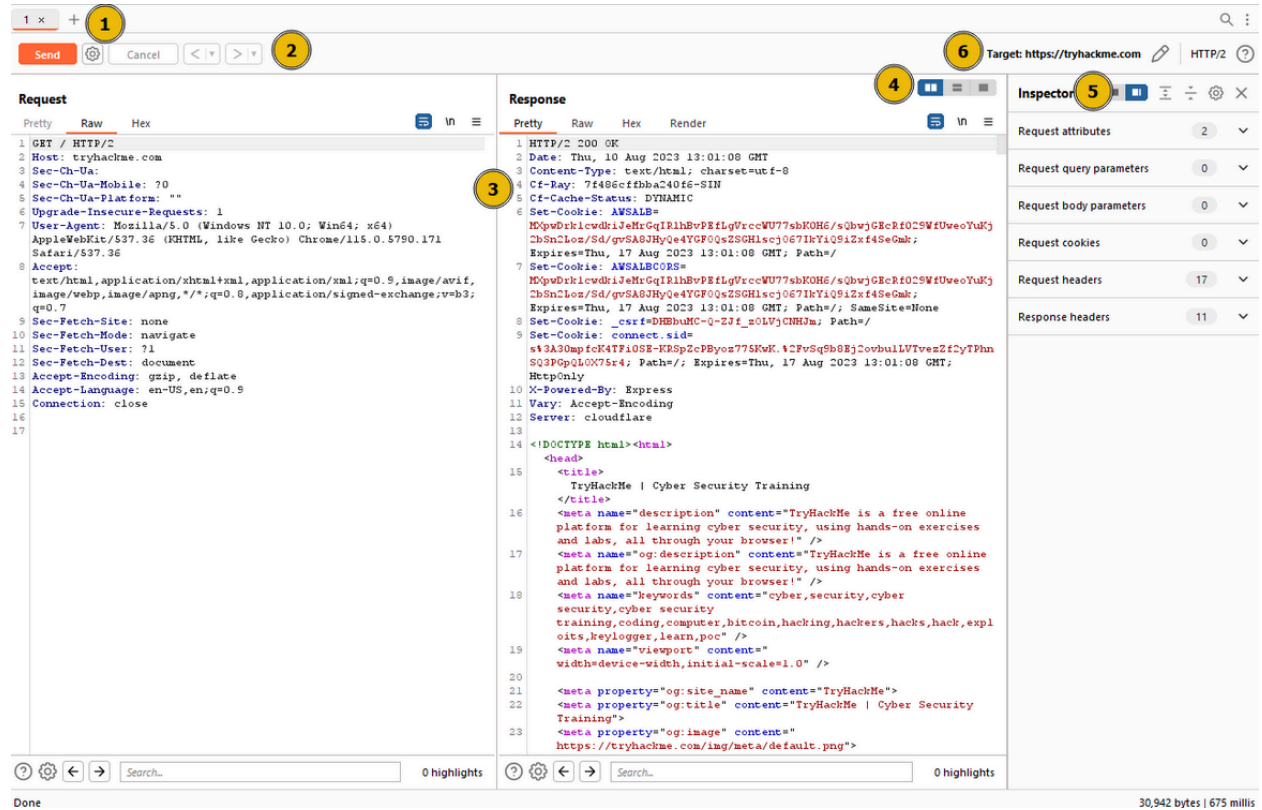 1 × +
1
Send Cancel < > 2
6 Target: https://tryhackme.com HTTP/2
Request
Pretty Raw Hex \n
1 GET / HTTP/2
2 Host: tryhackme.com
3 Sec-Ch-Ua:
4 Sec-Ch-Ua-Mobile: ?0
5 Sec-Ch-Ua-Platform: ""
6 Upgrade-Insecure-Requests: 1
7 User-Agent: Mozilla/5.0 (Windows NT 10.0; Win64; x64)
AppleWebKit/537.36 (KHTML, like Gecko) Chrome/115.0.5790.171
Safari/537.36
8 Accept:
text/html,application/xhtml+xml,application/xml;q=0.9,image/avif,
image/webp,image/apng,*/*;q=0.8,application/signed-exchange;v=b3;
q=0.7
9 Sec-Fetch-Site: none
10 Sec-Fetch-Mode: navigate
11 Sec-Fetch-User: ?1
12 Sec-Fetch-Dest: document
13 Accept-Encoding: gzip, deflate
14 Accept-Language: en-US,en;q=0.9
15 Connection: close
16
17
Search...
0 highlights
3
4
Response
Pretty Raw Hex Render \n
1 HTTP/2 200 OK
2 Date: Thu, 10 Aug 2023 13:01:08 GMT
3 Content-Type: text/html; charset=utf-8
4 Cf-Ray: 7f486cffbba240f6-SIN
5 Cf-Cache-Status: DYNAMIC
6 Set-Cookie: AWSALB=
Expires=Thu, 17 Aug 2023 13:01:08 GMT; Path=/
7 Set-Cookie: AWSALBCORS=
Expires=Thu, 17 Aug 2023 13:01:08 GMT; Path=/; SameSite=None
8 Set-Cookie: _csrf=DHBbuMC-Q-ZJf_z0LVjCNHJm; Path=/
9 Set-Cookie: connect.sid=
Path=/; Expires=Thu, 17 Aug 2023 13:01:08 GMT;
HttpOnly
10 X-Powered-By: Express
11 Vary: Accept-Encoding
12 Server: cloudflare
13
14 <!DOCTYPE html><html>
<head>
15 <title>
TryHackMe | Cyber Security Training
</title>
16 <meta name="description" content="TryHackMe is a free online
platform for learning cyber security, using hands-on exercises
and labs, all through your browser!" />
17 <meta name="og:description" content="TryHackMe is a free online
platform for learning cyber security, using hands-on exercises
and labs, all through your browser!" />
18 <meta name="keywords" content="cyber,security,cyber
security,cyber security
training,coding,computer,bitcoin,hacking,hackers,hacks,hack,expl
oits,keylogger,learn,poc" />
19 <meta name="viewport" content="
width=device-width,initial-scale=1.0" />
20
21 <meta property="og:site_name" content="TryHackMe">
22 <meta property="og:title" content="TryHackMe | Cyber Security
Training">
23 <meta property="og:image" content="
https://tryhackme.com/img/meta/default.png">
Search...
0 highlights
Inspector 5
Request attributes 2
Request query parameters 0
Request body parameters 0
Request cookies 0
Request headers 17
Response headers 11
Done
30,942 bytes | 675 millis